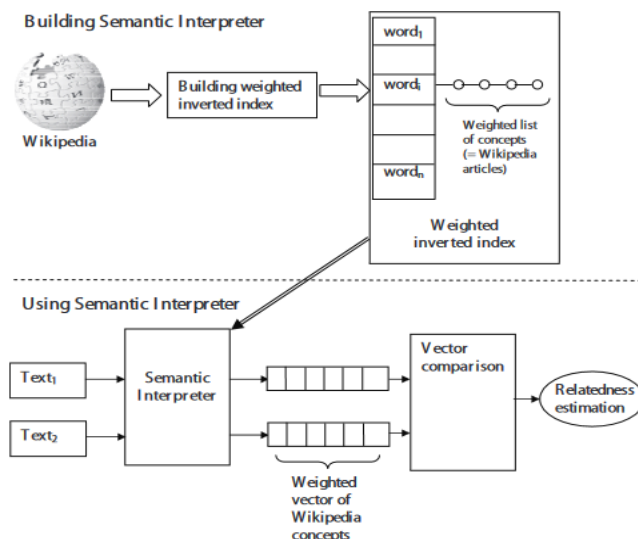 Building Semantic Interpreter
word1
Building weighted
inverted index
wordi
Wikipedia
Weighted list
of concepts
(= Wikipedia
articles)
wordn
Weighted
inverted index
Using Semantic Interpreter
Text1
Semantic
Interpreter
Vector
comparison
Relatedness
estimation
Text2
Weighted
vector of
Wikipedia
concepts